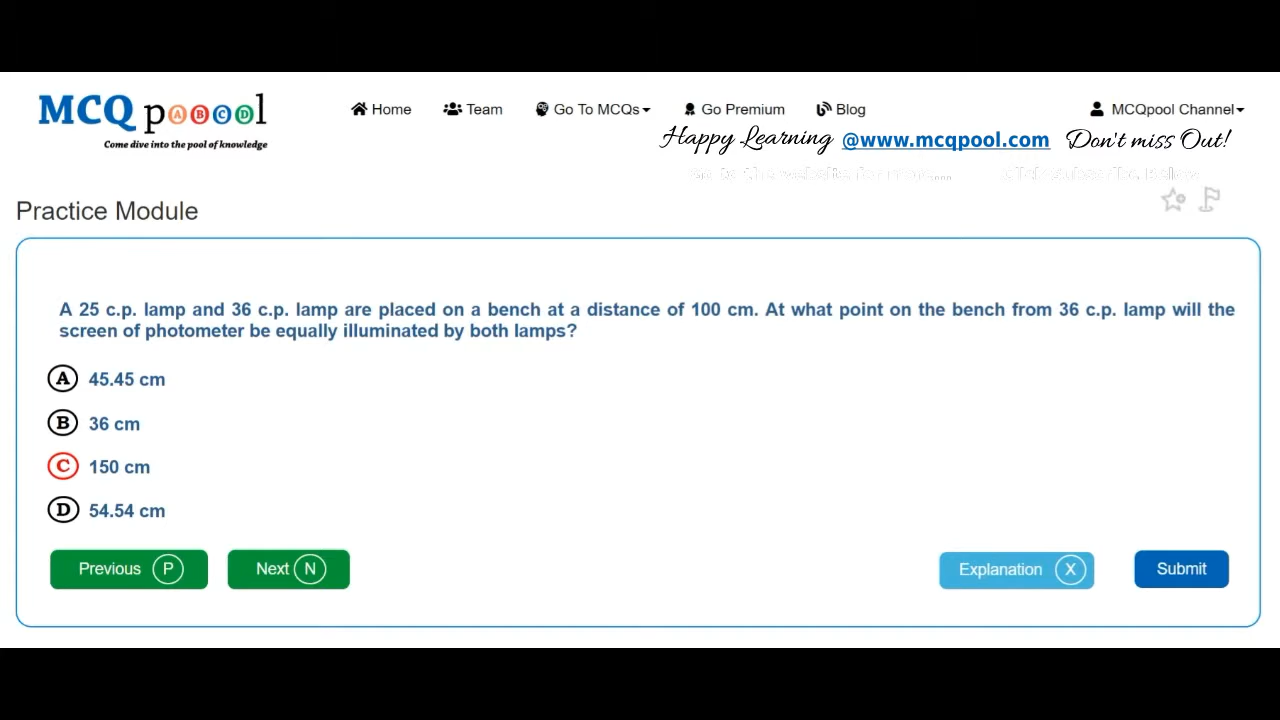 MCQ poool
A B C D
Come dive into the pool of knowledge
Home Team Go To MCQs Go Premium Blog MCQpool Channel
Happy Learning @www.mcqpool.com Don't miss Out!
Practice Module
A 25 c.p. lamp and 36 c.p. lamp are placed on a bench at a distance of 100 cm. At what point on the bench from 36 c.p. lamp will the
screen of photometer be equally illuminated by both lamps?
A 45.45 cm
B 36 cm
C 150 cm
D 54.54 cm
Previous P Next N Explanation X Submit